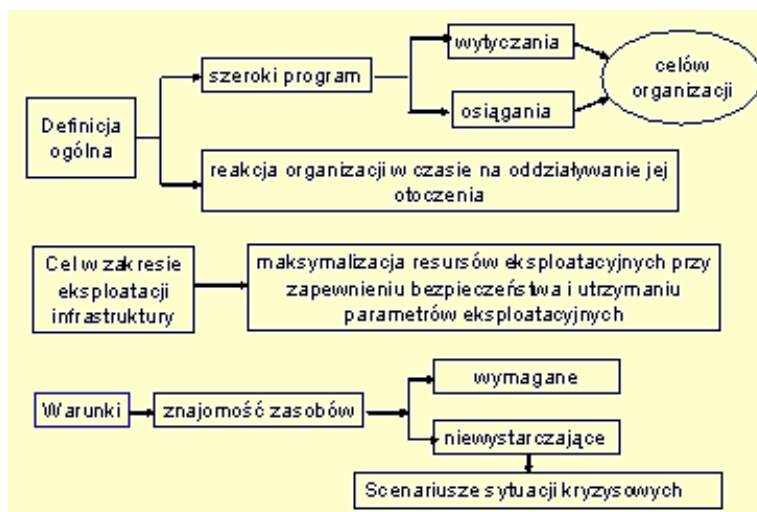 Definicja
ogólna
szeroki program
wytyczania
osiągania
celów
organizacji
reakcja organizacji w czasie na oddziaływanie jej
otoczenia
Cel w zakresie
eksploatacji
infrastruktury
maksymalizacja resursów eksploatacyjnych przy
zapewnieniu bezpieczeństwa i utrzymaniu
parametrów eksploatacyjnych
Warunki
znajomość zasobów
wymagane
niewystarczające
Scenariusze sytuacji kryzysowych